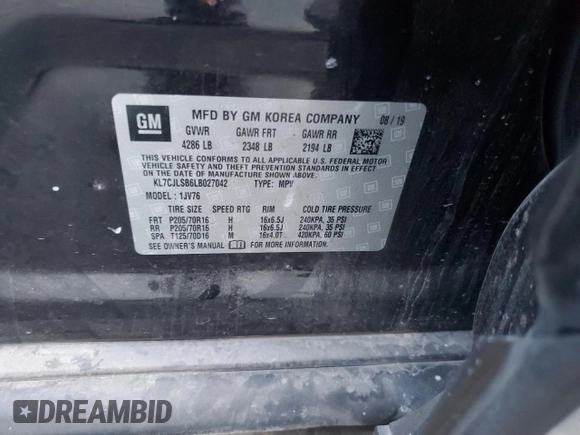 GM
MFD BY GM KOREA COMPANY 08/19
GVWR GAWR FRT GAWR RR
4286 LB 2348 LB 2194 LB
THIS VEHICLE CONFORMS TO ALL APPLICABLE U.S. FEDERAL MOTOR
VEHICLE SAFETY, BUMPER, AND THEFT PREVENTION STANDARDS IN EFFECT
ON THE DATE OF MANUFACTURE SHOWN ABOVE.
KL7CJLSB6LB027042 TYPE: MPV
MODEL: 1JV76
TIRE SIZE SPEED RTG RIM COLD TIRE PRESSURE
FRT P205/70R16 H 16x6.5J 240KPA, 35 PSI
RR P205/70R16 H 16x6.5J 240KPA, 35 PSI
SPA T125/70D16 M 16x4.0T 420KPA, 60 PSI
SEE OWNER'S MANUAL FOR MORE INFORMATION.
DREAMBID